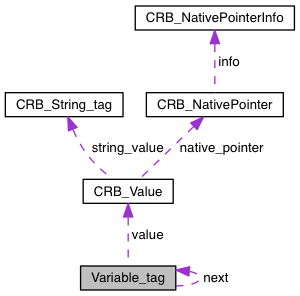 CRB_NativePointerInfo
info
CRB_String_tag
CRB_NativePointer
string_value
native_pointer
CRB_Value
value
Variable_tag
next